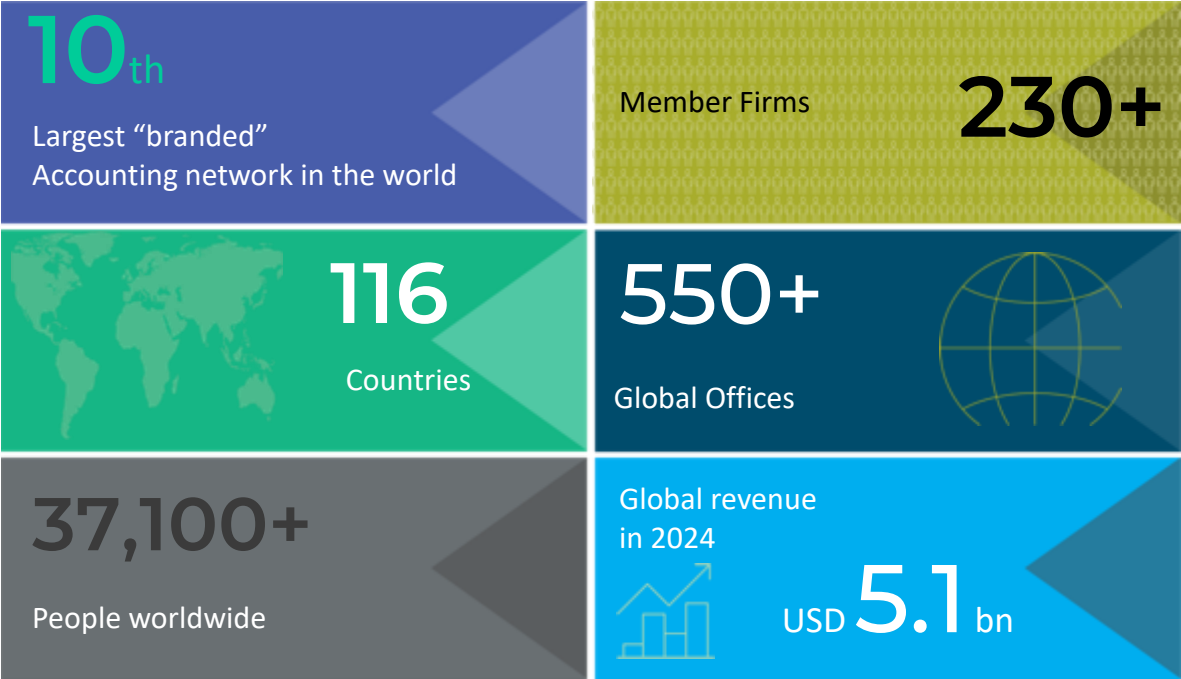 10th
Largest “branded”
Accounting network in the world
Member Firms 230+
116
Countries
550+
Global Offices
37,100+
People worldwide
Global revenue
in 2024
USD 5.1 bn